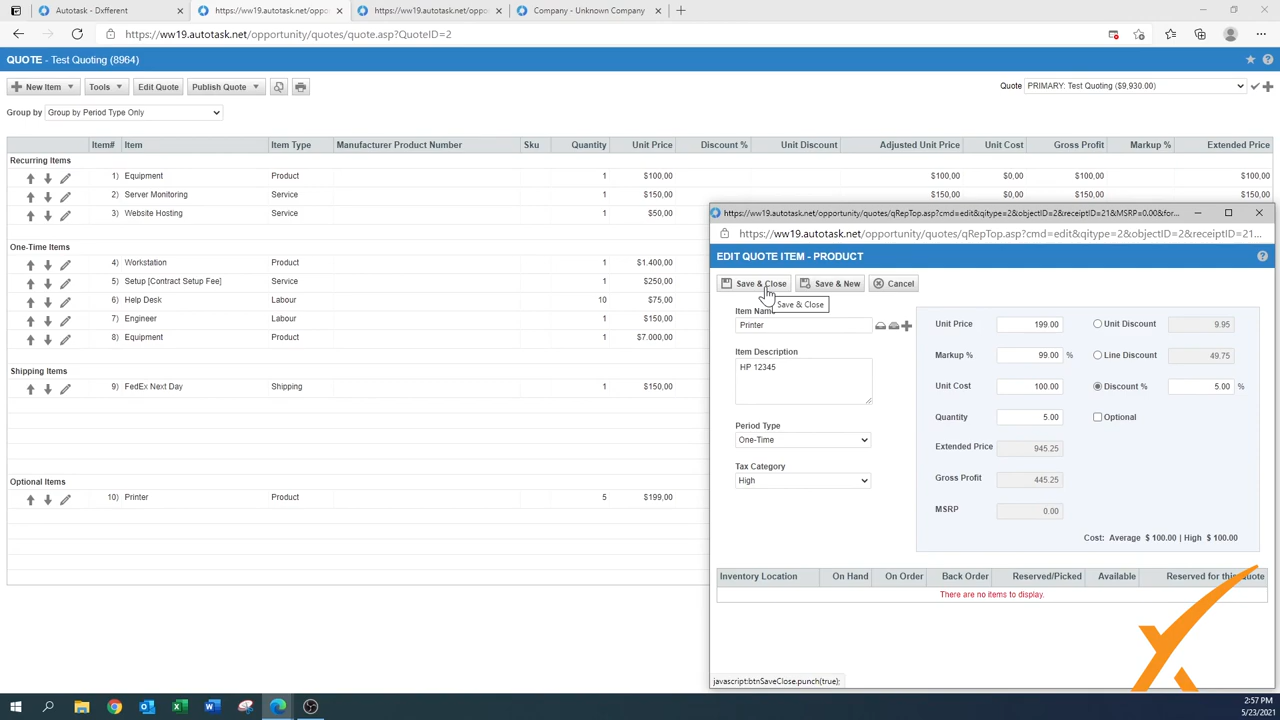 Autotask - Dxfferent
https://ww19.autotask.net/oppo
https://ww19.autotask.net/oppor
Company - Unknown Company
https://ww19.autotask.net/opportunity/quotes/quote.asp?QuoteID=2
QUOTE - Test Quoting (8964)
New Item Tools Edit Quote Publish Quote Quote PRIMARY: Test Quoting ($9,930.00)
Group by Group by Period Type Only
Item# Item Item Type Manufacturer Product Number Sku Quantity Unit Price Discount % Unit Discount Adjusted Unit Price Unit Cost Gross Profit Markup % Extended Price
Recurring Items
1) Equipment Product 1 $100,00 $100,00 $0,00 $100,00 $100,00
2) Server Monitoring Service 1 $150,00 $150,00 $0,00 $150,00 $150,00
3) Website Hosting Service 1 $50,00
One-Time Items
4) Workstation Product 1 $1.400,00
5) Setup [Contract Setup Fee] Service 1 $250,00
6) Help Desk Labour 10 $75,00
7) Engineer Labour 1 $150,00
8) Equipment Product 1 $7.000,00
Shipping Items
9) FedEx Next Day Shipping 1 $150,00
Optional Items
10) Printer Product 5 $199,00
https://ww19.autotask.net/opportunity/quotes/qRepTop.asp?cmd=edit&qitype=2&objectID=2&receiptID=21&MSRP=0.00&for...
https://ww19.autotask.net/opportunity/quotes/qRepTop.asp?cmd=edit&qitype=2&objectID=2&receiptID=21...
EDIT QUOTE ITEM - PRODUCT
Save & Close Save & New Cancel
Save & Close
Item Name
Printer
Item Description
HP 12345
Period Type
One-Time
Tax Category
High
Unit Price 199.00 Unit Discount 9.95
Markup % 99.00 % Line Discount 49.75
Unit Cost 100.00 Discount % 5.00 %
Quantity 5.00 Optional
Extended Price 945.25
Gross Profit 445.25
MSRP 0.00
Cost: Average $ 100.00 | High $ 100.00
Inventory Location On Hand On Order Back Order Reserved/Picked Available Reserved for this quote
There are no items to display.
javascript:btnSaveClose.punch(true);
2:57 PM
5/23/2021